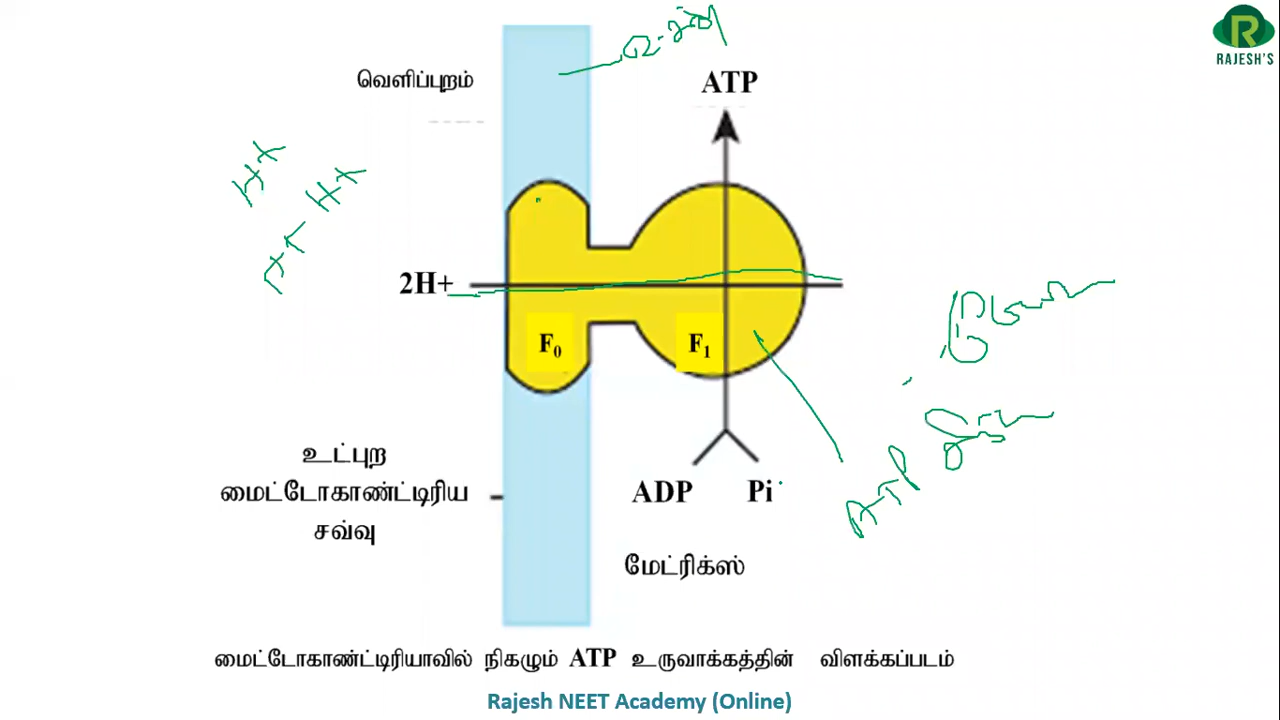 RAJESH'S
வெளிப்புறம்
ATP
2H+
F₀
F₁
உட்புற
மைட்டோகாண்ட்டிரிய
சவ்வு
ADP
Pi
மேட்ரிக்ஸ்
மைட்டோகாண்ட்டிரியாவில் நிகழும் ATP உருவாக்கத்தின் விளக்கப்படம்
Rajesh NEET Academy (Online)